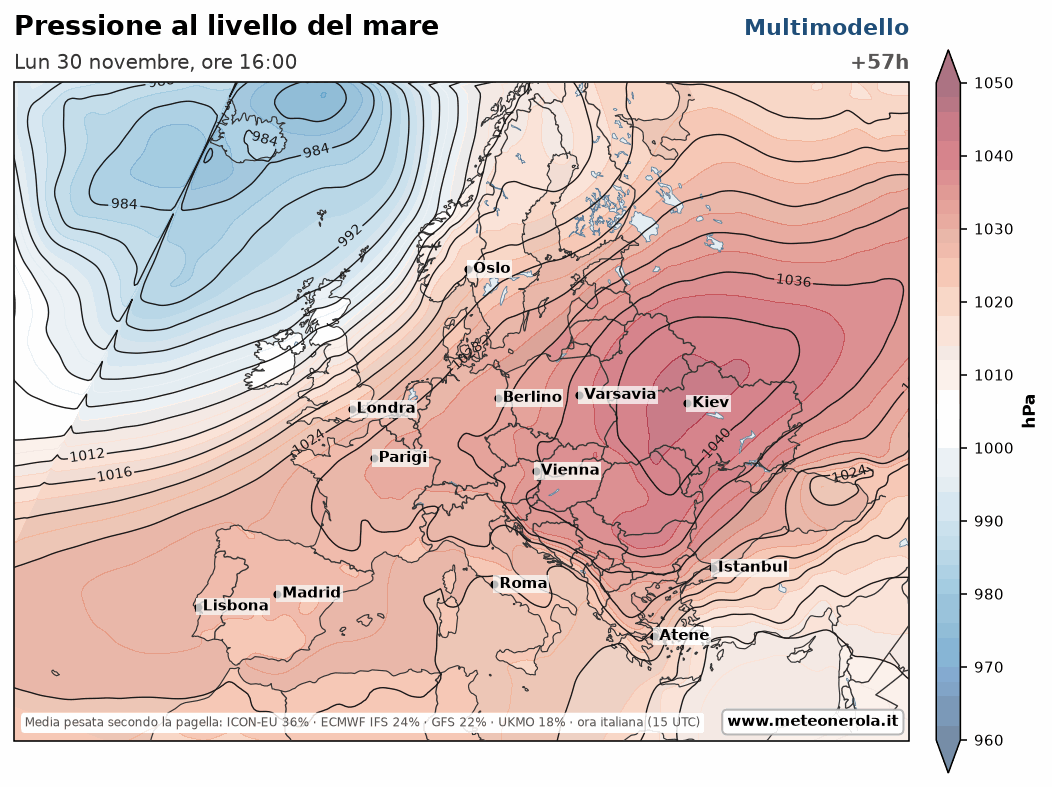 Pressione al livello del mare
Multimodello
Lun 30 novembre, ore 16:00
+57h
984
984
984
992
1036
Oslo
1028
Berlino
Varsavia
Kiev
Londra
1024
1040
1012
1016
Parigi
Vienna
1024
Istanbul
Roma
Madrid
Lisbona
Atene
Media pesata secondo la pagella: ICON-EU 36% · ECMWF IFS 24% · GFS 22% · UKMO 18% · ora italiana (15 UTC)
www.meteonerola.it
1050
1040
1030
1020
1010
1000
990
980
970
960
hPa